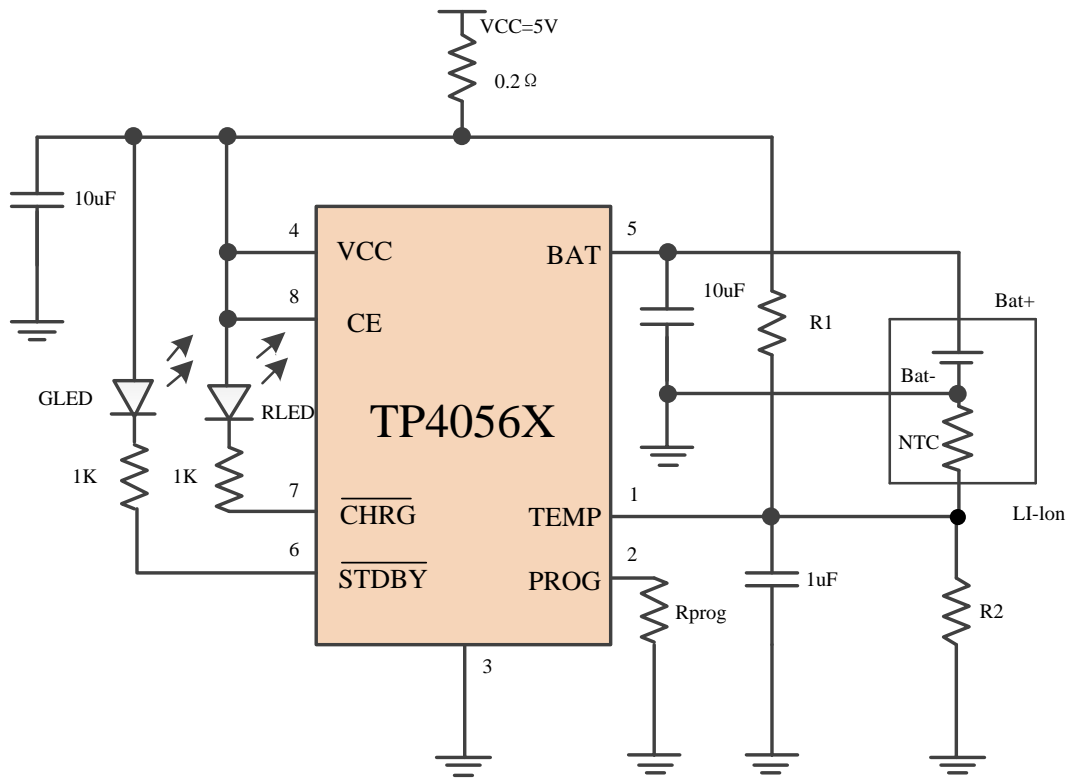 VCC=5V
0.2Ω
10uF
4
VCC
BAT
5
8
CE
10uF
R1
Bat+
Bat-
GLED
RLED
TP4056X
NTC
1K
1K
7
CHRG
TEMP
1
LI-lon
6
STDBY
PROG
2
1uF
Rprog
R2
3